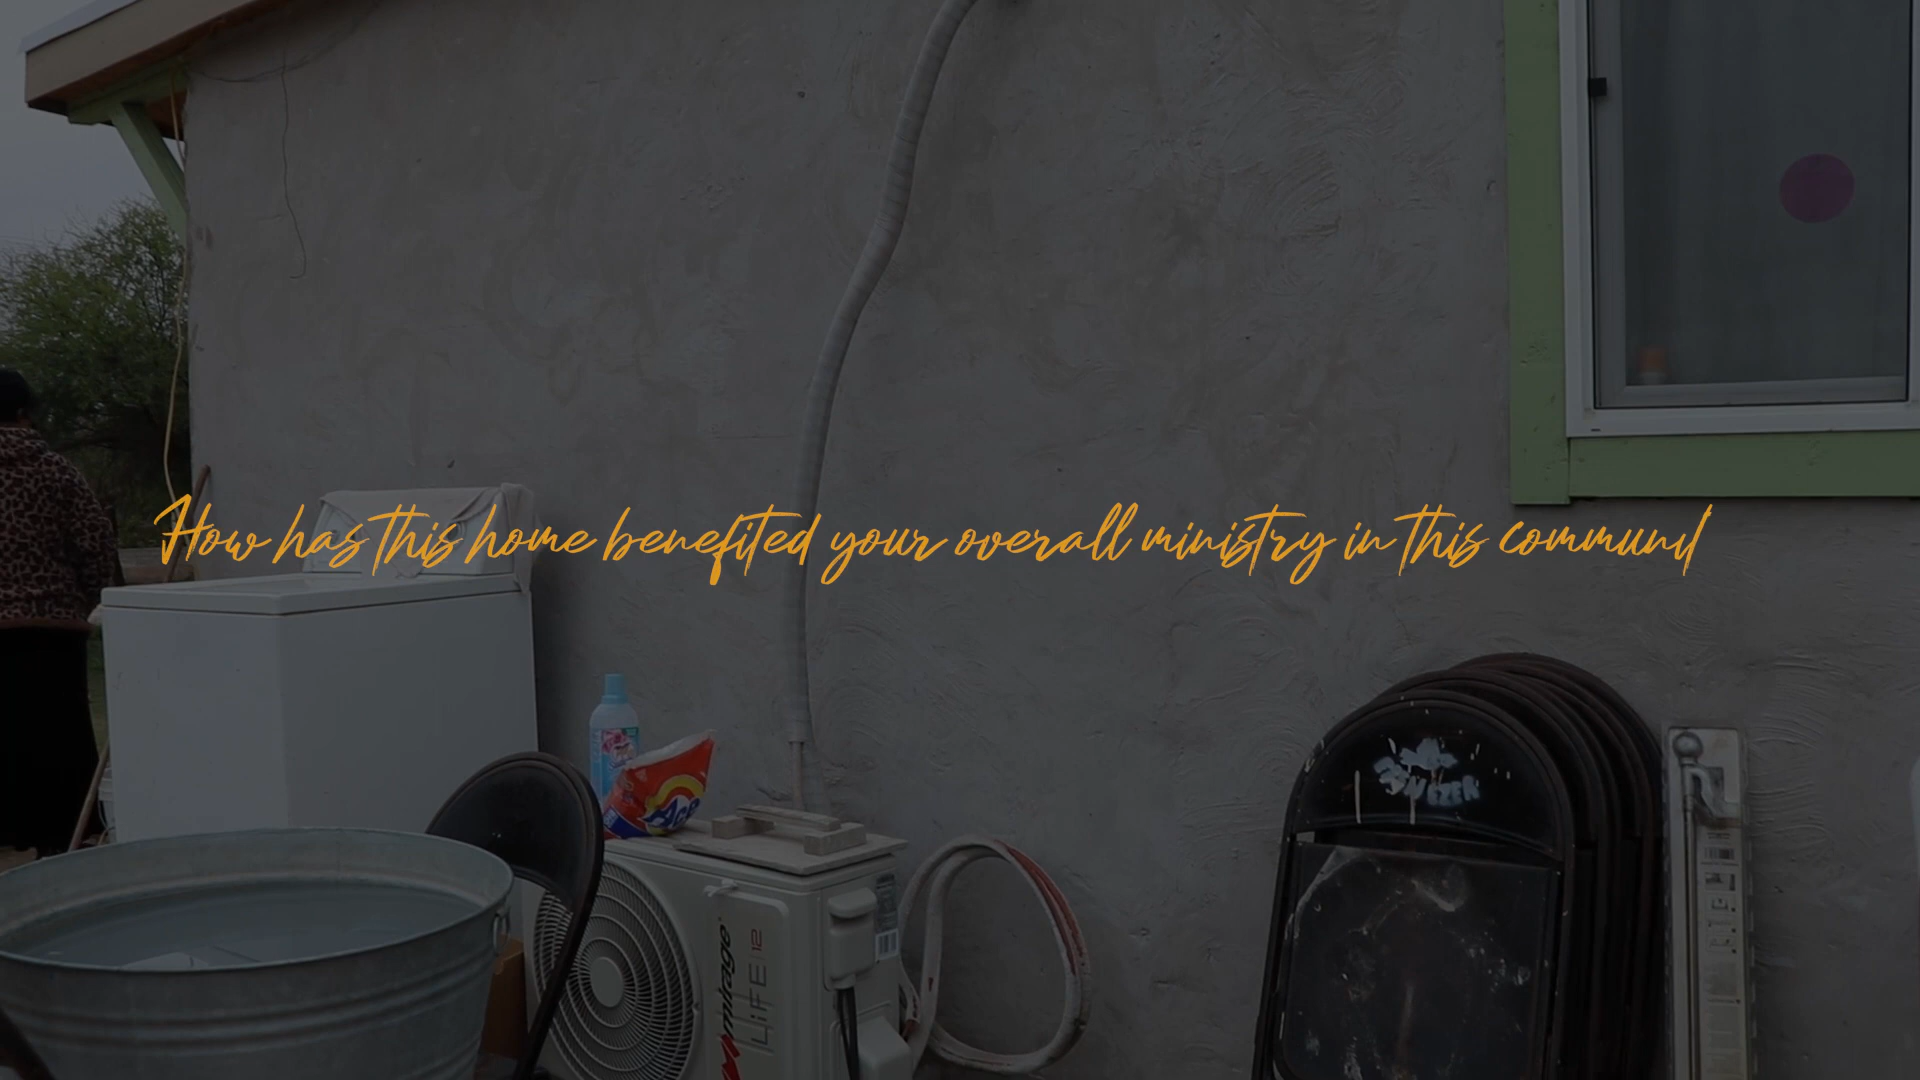 How has this home benefited your overall ministry in this communi
Ace
mirage
LiFE 12